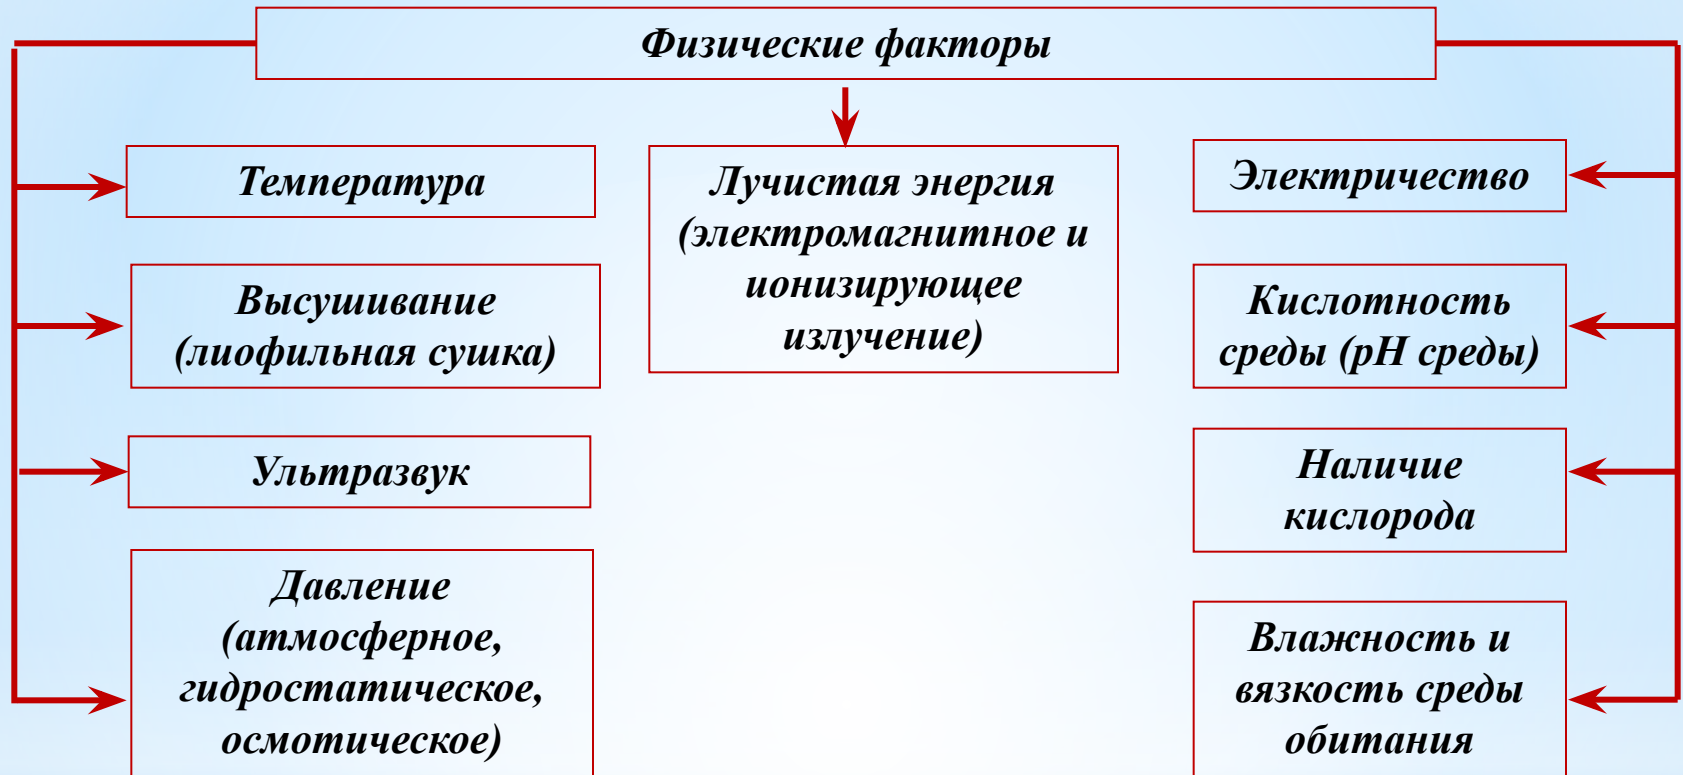 Физические факторы
Температура
Высушивание
(лиофильная сушка)
Ультразвук
Давление
(атмосферное,
гидростатическое,
осмотическое)
Лучистая энергия
(электромагнитное и
ионизирующее
излучение)
Электричество
Кислотность
среды (рН среды)
Наличие
кислорода
Влажность и
вязкость среды
обитания